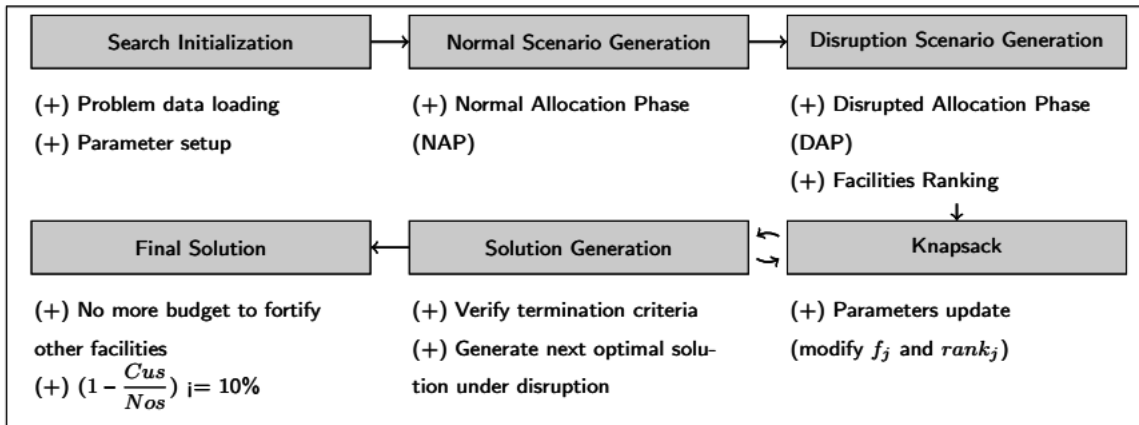 Search Initialization
(+) Problem data loading
(+) Parameter setup
Normal Scenario Generation
(+) Normal Allocation Phase
(NAP)
Disruption Scenario Generation
(+) Disrupted Allocation Phase
(DAP)
(+) Facilities Ranking
Knapsack
(+) Parameters update
(modify f_j and rank_j)
Solution Generation
(+) Verify termination criteria
(+) Generate next optimal solu-
tion under disruption
Final Solution
(+) No more budget to fortify
other facilities
(+) (1 - Cus/Nos) ¡= 10%